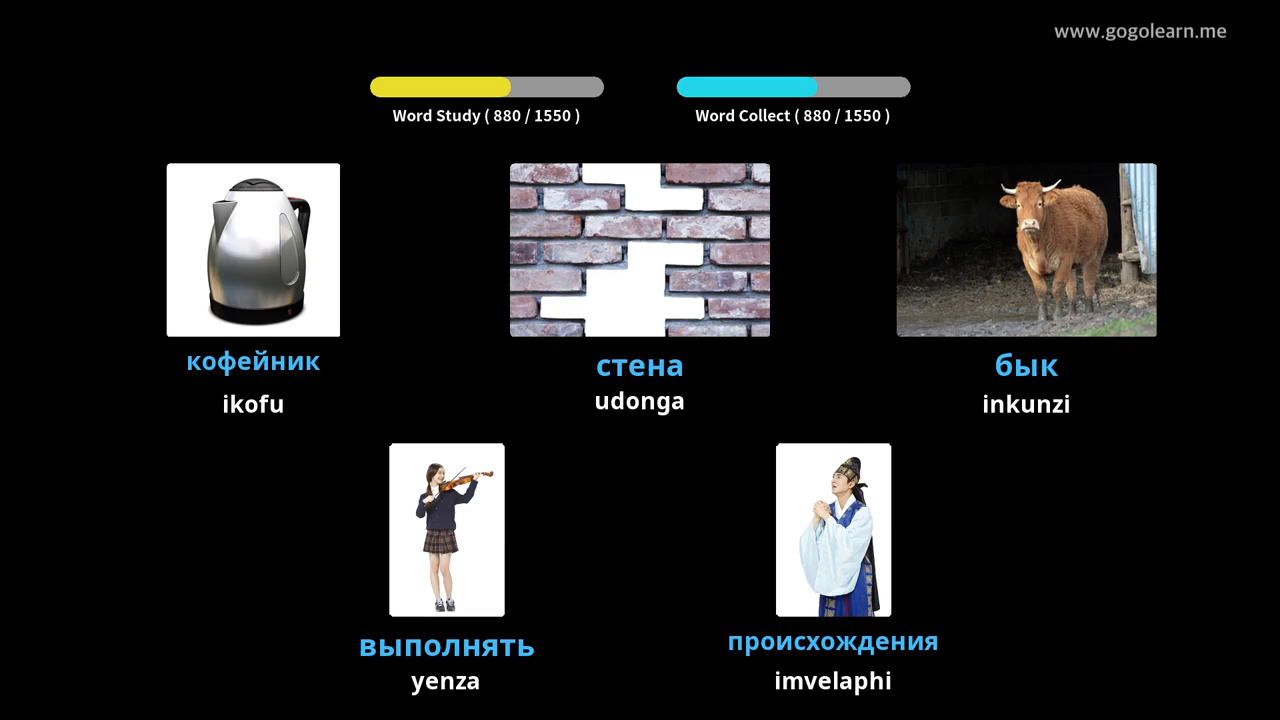 www.gogolearn.me
Word Study ( 880 / 1550 )
Word Collect ( 880 / 1550 )
кофейник
ikofu
стена
udonga
бык
inkunzi
выполнять
yenza
происхождения
imvelaphi